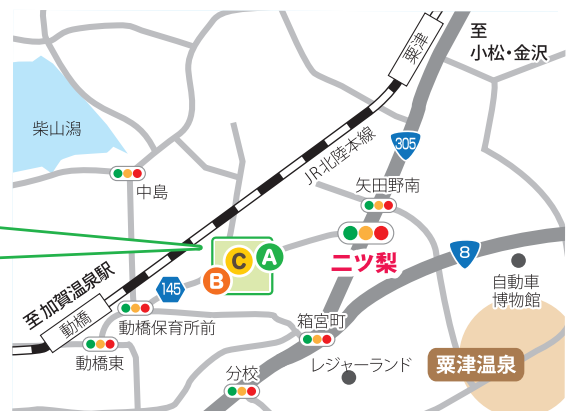 粟津
至
小松・金沢
305
柴山潟
JR北陸本線
中島
矢田野南
C
A
B
二ツ梨
8
自動車
博物館
至加賀温泉駅
動橋
145
動橋保育所前
箱宮町
動橋東
分校
レジャーランド
粟津温泉